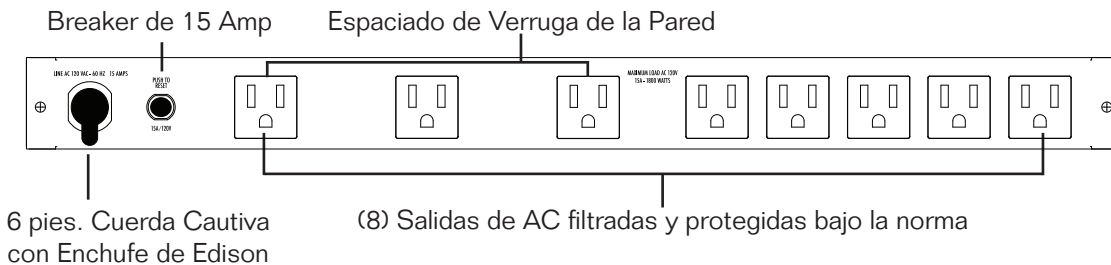 Breaker de 15 Amp
Espaciado de Verruga de la Pared
LINE AC 120 VAC- 60 HZ 15 AMPS
PUSH TO
RESET
15A/120V
MAXIMUM LOAD AC 120V
15A - 1800 WATTS
6 pies. Cuerda Cautiva
con Enchufe de Edison
(8) Salidas de AC filtradas y protegidas bajo la norma